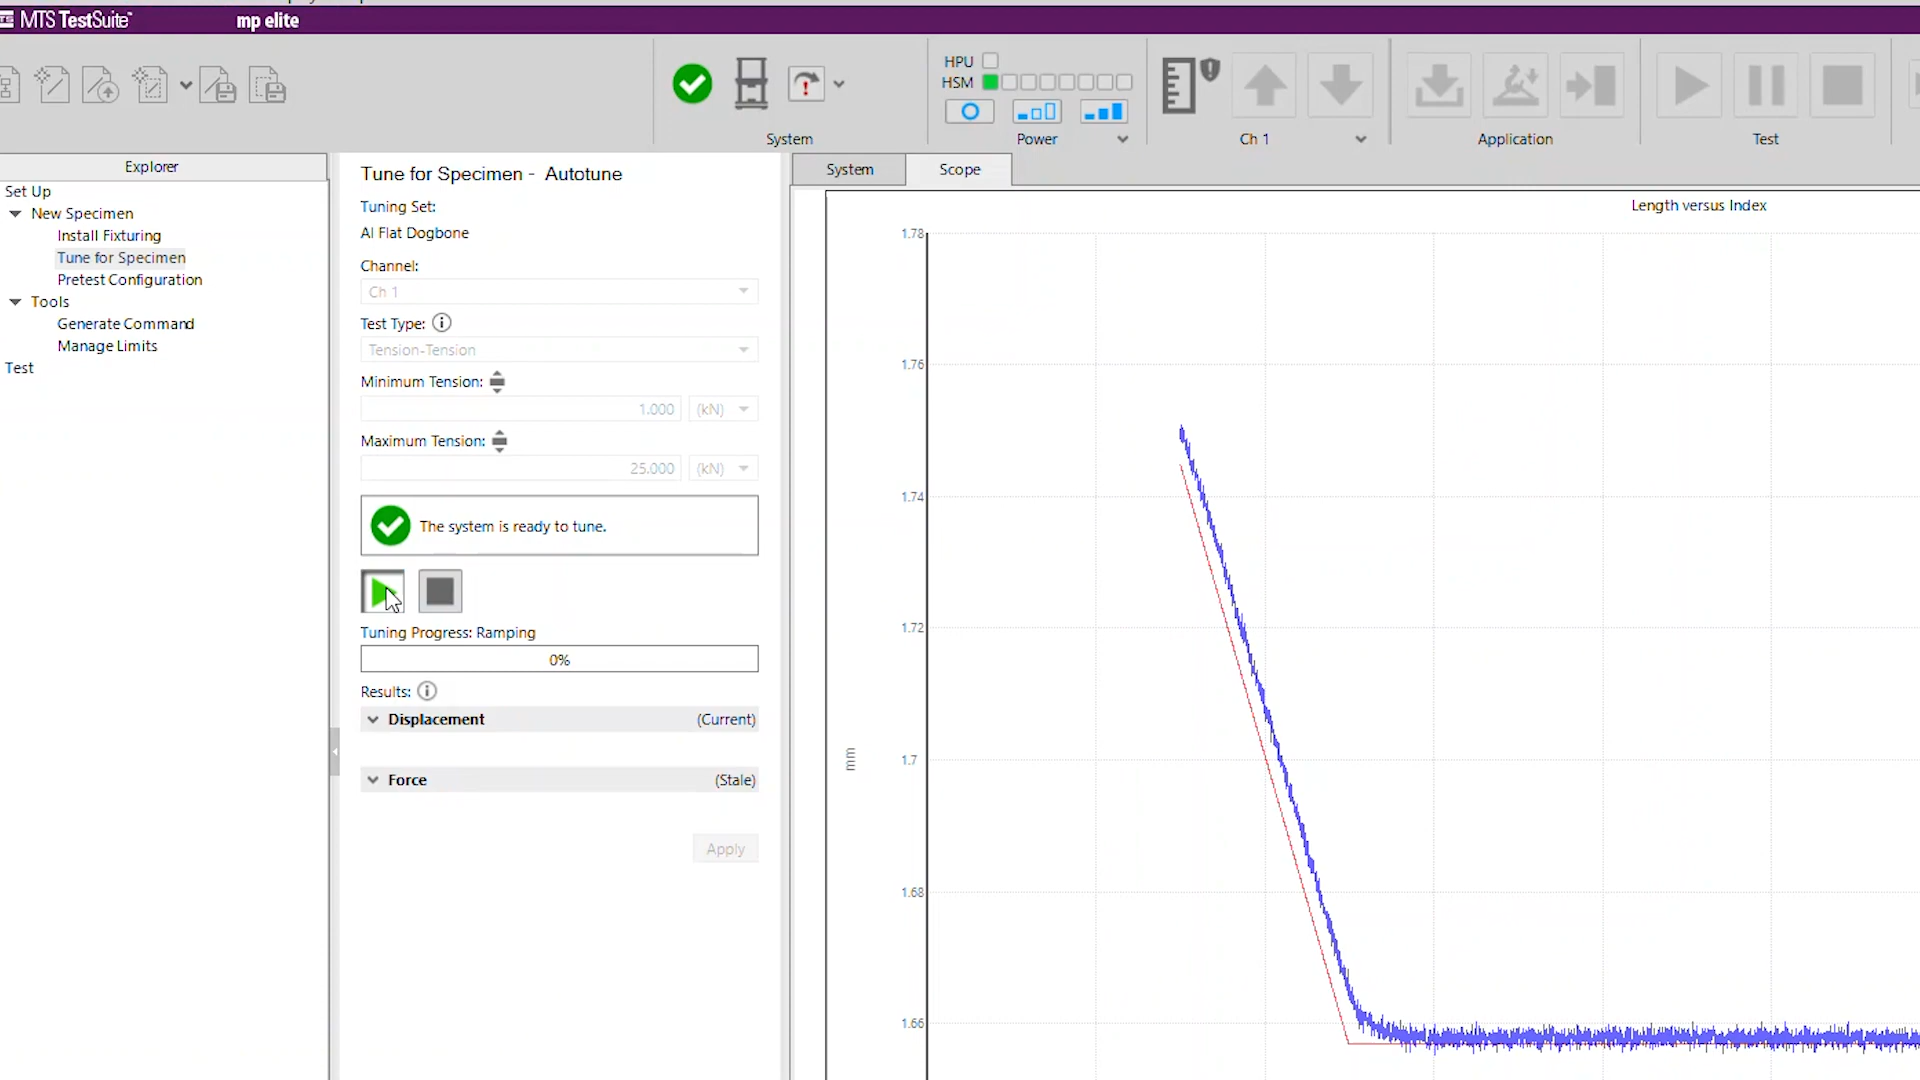 MTS TestSuite™
mp elite
System
HPU
HSM
Power
Ch 1
Application
Test
Explorer
Set Up
New Specimen
Install Fixturing
Tune for Specimen
Pretest Configuration
Tools
Generate Command
Manage Limits
Test
Tune for Specimen - Autotune
Tuning Set:
Al Flat Dogbone
Channel:
Ch 1
Test Type:
Tension-Tension
Minimum Tension:
1.000 (kN)
Maximum Tension:
25.000 (kN)
The system is ready to tune.
Tuning Progress: Ramping
0%
Results:
Displacement (Current)
Force (Stale)
Apply
System
Scope
Length versus Index
1.78
1.76
1.74
1.72
1.7
1.68
1.66
mm